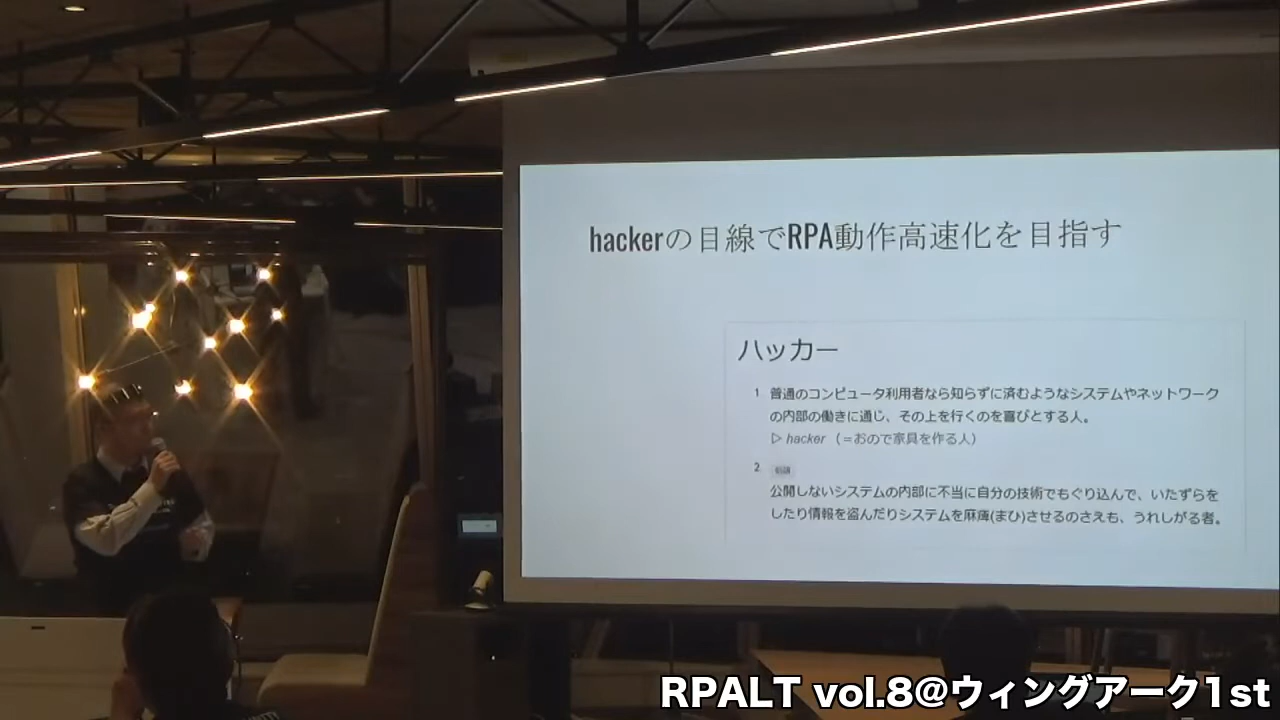 hackerの目線でRPA動作高速化を目指す
ハッカー
1 普通のコンピュータ利用者なら知らずに済むようなシステムやネットワーク
の内部の働きに通じ、その上を行くのを喜びとする人。
▷ hacker （＝おので家具を作る人）
2 俗語
公開しないシステムの内部に不当に自分の技術でもぐり込んで、いたずらを
したり情報を盗んだりシステムを麻痺(まひ)させるのさえも、うれしがる者。
RPALT vol.8@ウィングアーク1st